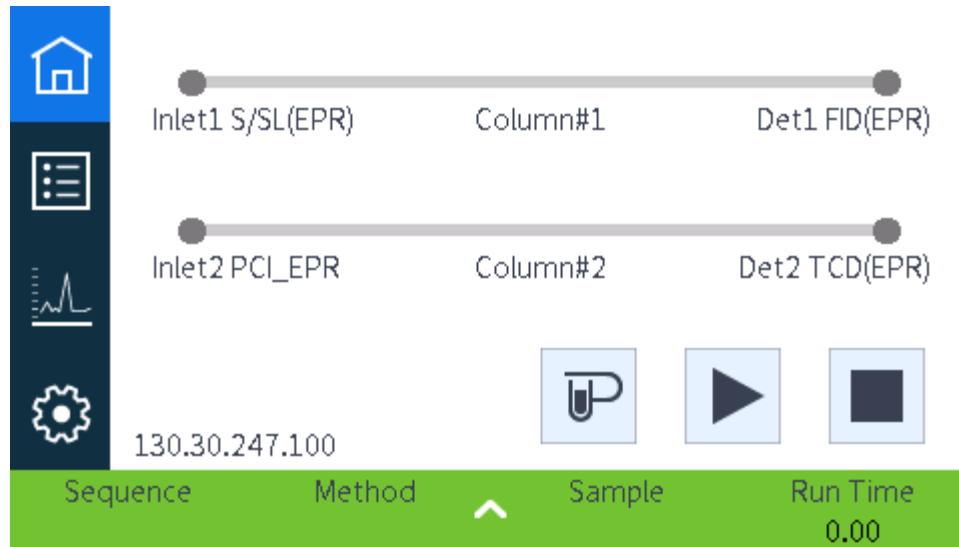 Inlet1 S/SL(EPR) Column#1 Det1 FID(EPR)
Inlet2 PCI_EPR Column#2 Det2 TCD(EPR)
130.30.247.100
Sequence Method Sample Run Time
0.00